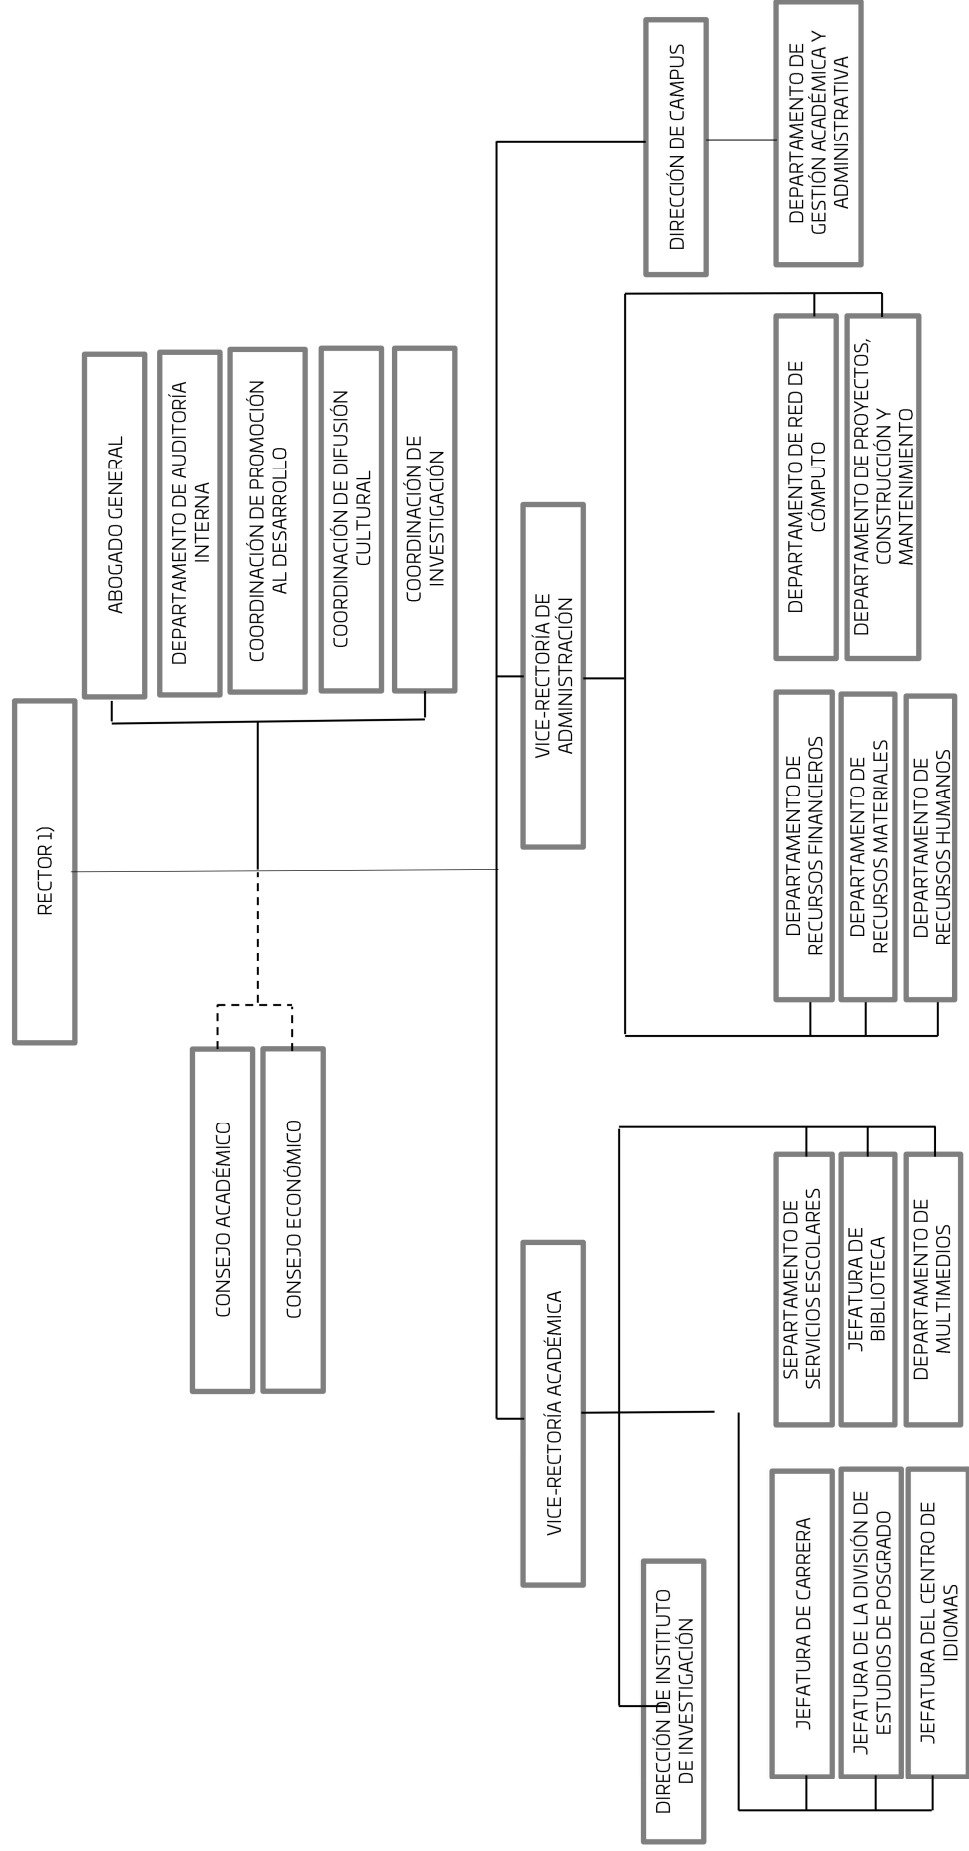 RECTOR 1)
ABOGADO GENERAL
DEPARTAMENTO DE AUDITORÍA
INTERNA
COORDINACIÓN DE PROMOCIÓN
AL DESARROLLO
COORDINACIÓN DE DIFUSIÓN
CULTURAL
COORDINACIÓN DE
INVESTIGACIÓN
CONSEJO ACADÉMICO
CONSEJO ECONÓMICO
VICE-RECTORÍA ACADÉMICA
VICE-RECTORÍA DE
ADMINISTRACIÓN
DIRECCIÓN DE CAMPUS
DIRECCIÓN DE INSTITUTO
DE INVESTIGACIÓN
JEFATURA DE CARRERA
JEFATURA DE LA DIVISIÓN DE
ESTUDIOS DE POSGRADO
JEFATURA DEL CENTRO DE
IDIOMAS
SEPARTAMENTO DE
SERVICIOS ESCOLARES
JEFATURA DE
BIBLIOTECA
DEPARTAMENTO DE
MULTIMEDIOS
DEPARTAMENTO DE
RECURSOS FINANCIEROS
DEPARTAMENTO DE
RECURSOS MATERIALES
DEPARTAMENTO DE
RECURSOS HUMANOS
DEPARTAMENTO DE RED DE
CÓMPUTO
DEPARTAMENTO DE PROYECTOS,
CONSTRUCCIÓN Y
MANTENIMIENTO
DEPARTAMENTO DE
GESTIÓN ACADÉMICA Y
ADMINISTRATIVA